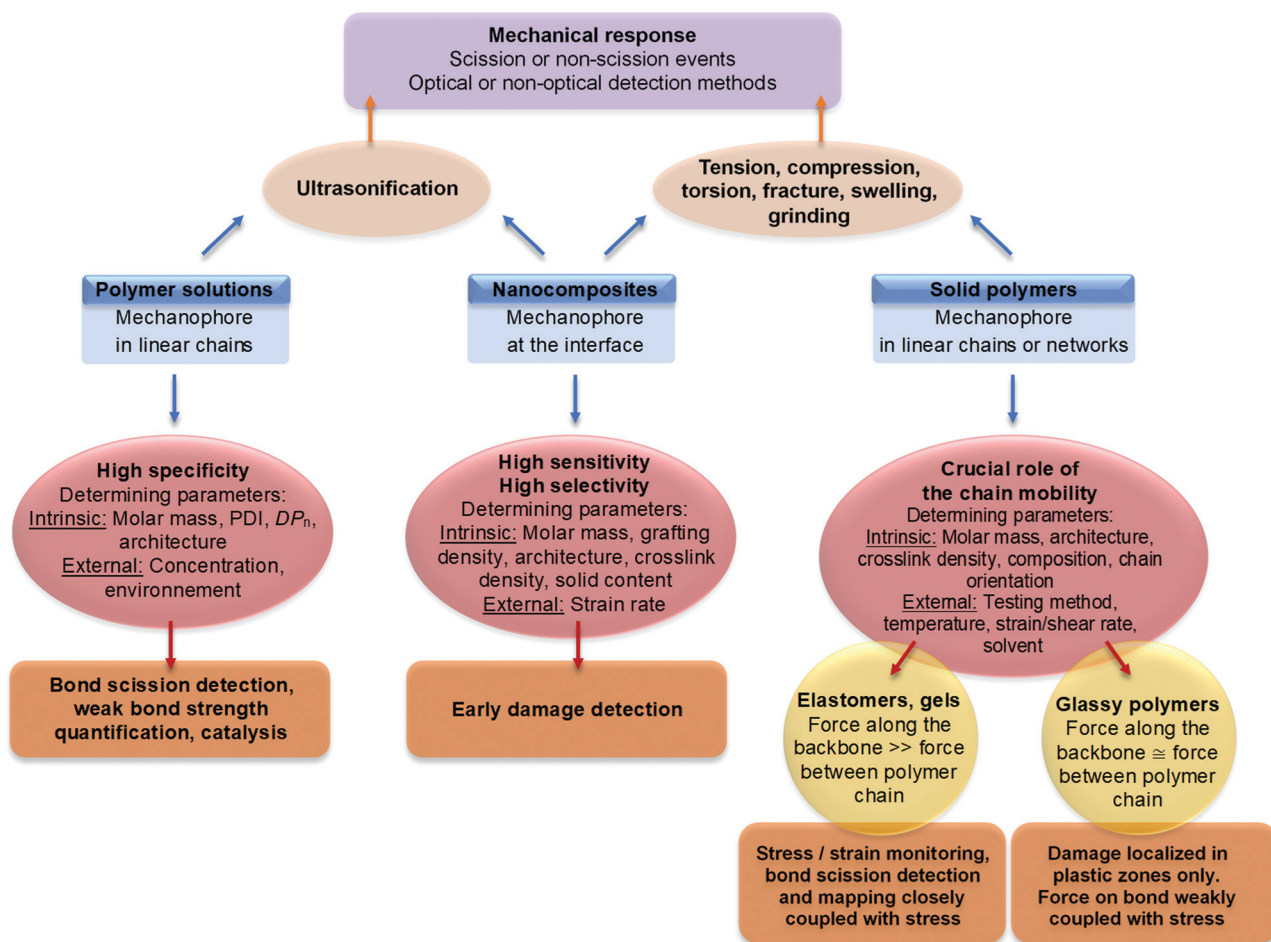 Mechanical response
Scission or non-scission events
Optical or non-optical detection methods
Ultrasonification
Tension, compression,
torsion, fracture, swelling,
grinding
Polymer solutions
Mechanophore
in linear chains
Nanocomposites
Mechanophore
at the interface
Solid polymers
Mechanophore
in linear chains or networks
High specificity
Determining parameters:
Intrinsic: Molar mass, PDI, DPn,
architecture
External: Concentration,
environnement
High sensitivity
High selectivity
Determining parameters:
Intrinsic: Molar mass, grafting
density, architecture, crosslink
density, solid content
External: Strain rate
Crucial role of
the chain mobility
Determining parameters:
Intrinsic: Molar mass, architecture,
crosslink density, composition, chain
orientation
External: Testing method,
temperature, strain/shear rate,
solvent
Bond scission detection,
weak bond strength
quantification, catalysis
Early damage detection
Elastomers, gels
Force along the
backbone >> force
between polymer
chain
Glassy polymers
Force along the
backbone ≅ force
between polymer
chain
Stress / strain monitoring,
bond scission detection
and mapping closely
coupled with stress
Damage localized in
plastic zones only.
Force on bond weakly
coupled with stress